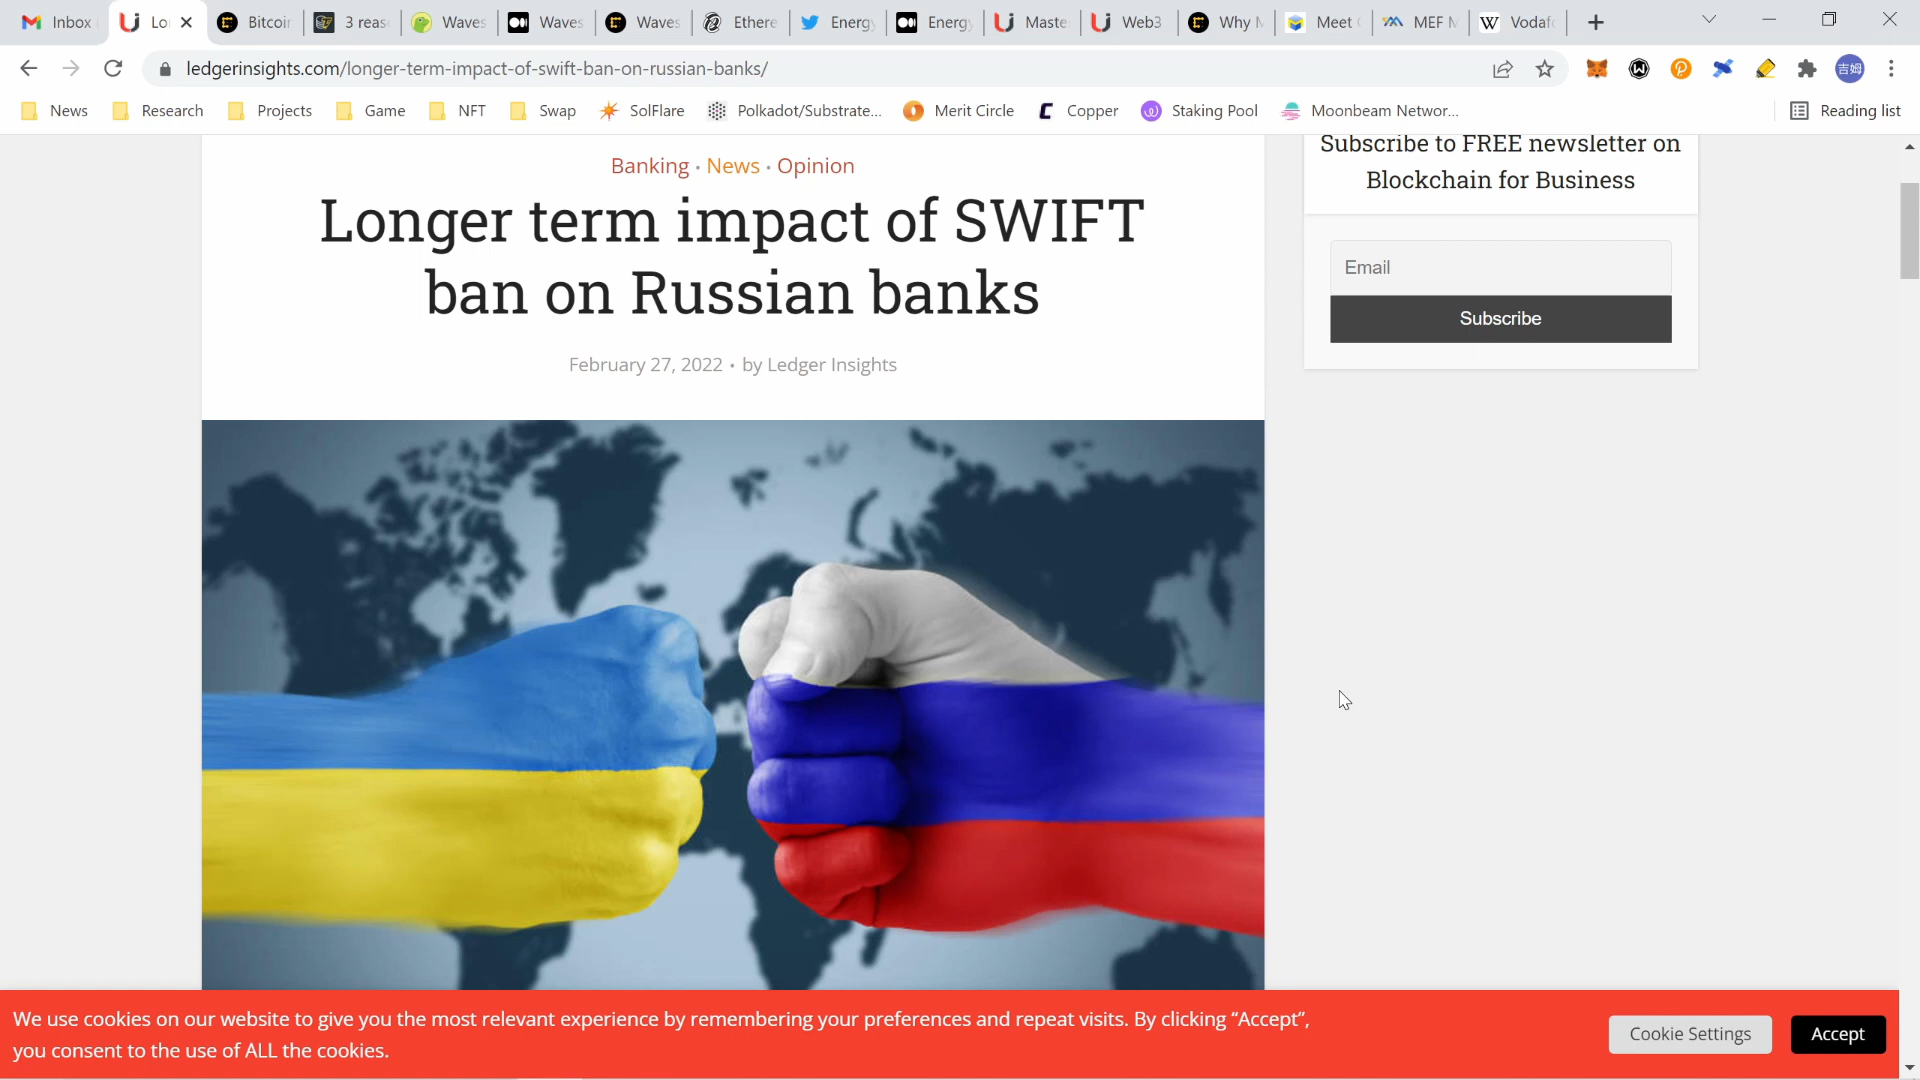 Inbox
Lo
Bitcoin
3 reas
Waves
Waves
Waves
Ethere
Energy
Energy
Maste
Web3
Why M
Meet
MEF M
Vodaf
ledgerinsights.com/longer-term-impact-of-swift-ban-on-russian-banks/
吉姆
News
Research
Projects
Game
NFT
Swap
SolFlare
Polkadot/Substrate...
Merit Circle
Copper
Staking Pool
Moonbeam Networ...
Reading list
Banking · News · Opinion
Longer term impact of SWIFT
ban on Russian banks
February 27, 2022 · by Ledger Insights
Subscribe to FREE newsletter on
Blockchain for Business
Email
Subscribe
We use cookies on our website to give you the most relevant experience by remembering your preferences and repeat visits. By clicking “Accept”,
you consent to the use of ALL the cookies.
Cookie Settings
Accept